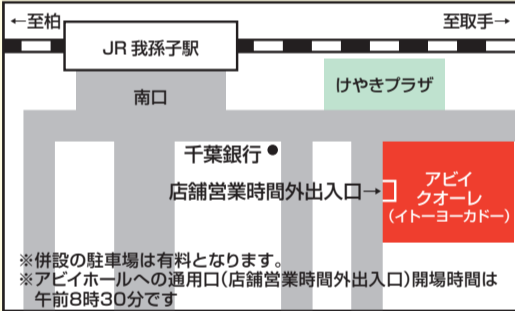 ←至柏
至取手→
JR 我孫子駅
南口
けやきプラザ
千葉銀行●
店舗営業時間外出入口→
アビイ
クオーレ
(イトーヨーカドー)
※併設の駐車場は有料となります。
※アビイホールへの通用口(店舗営業時間外出入口)開場時間は
午前8時30分です